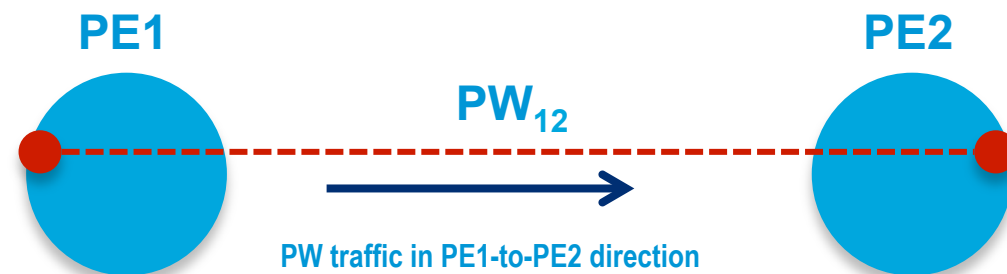 PE1
PE2
PW12
PW traffic in PE1-to-PE2 direction